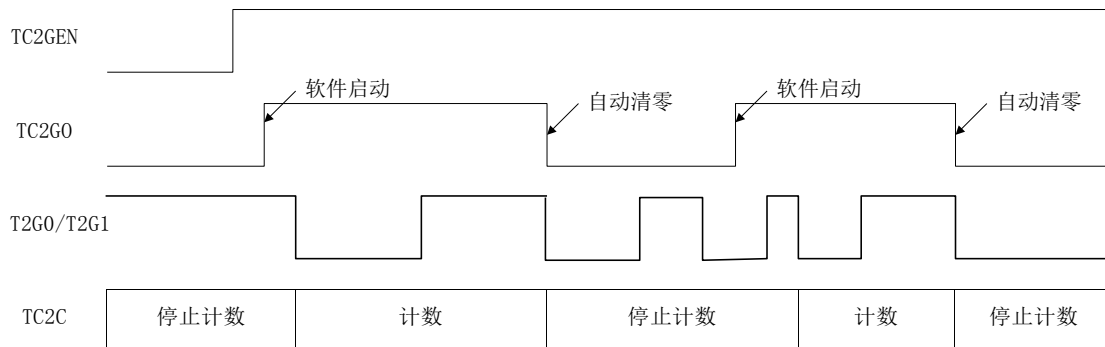 TC2GEN
软件启动
自动清零
软件启动
自动清零
TC2GO
T2G0/T2G1
TC2C
停止计数
计数
停止计数
计数
停止计数